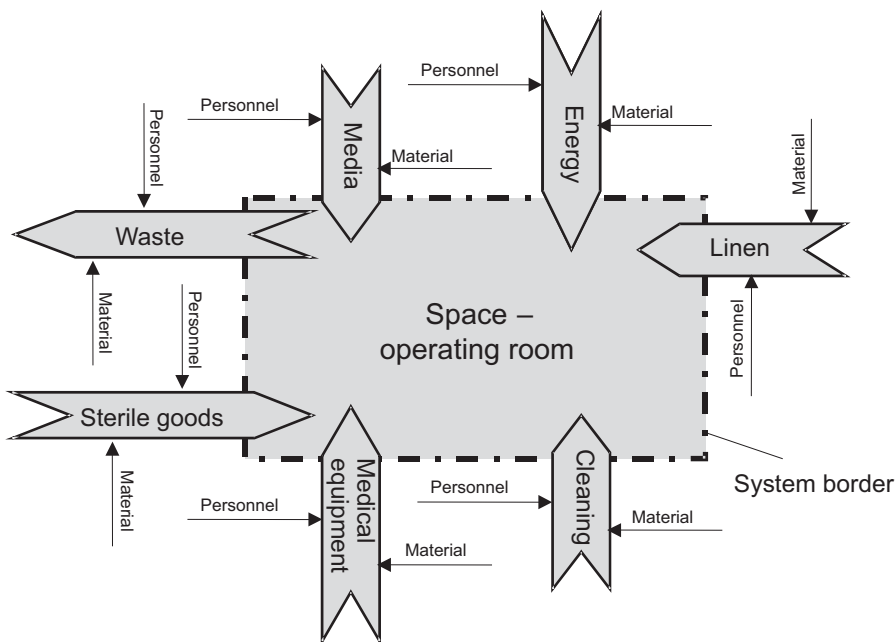 Personnel
Personnel
Personnel
Material
Material
Personnel
Media
Energy
Material
Waste
Linen
Material
Personnel
Space –
operating room
Personnel
Sterile goods
Material
Medical
equipment
Cleaning
System border
Personnel
Personnel
Material
Material